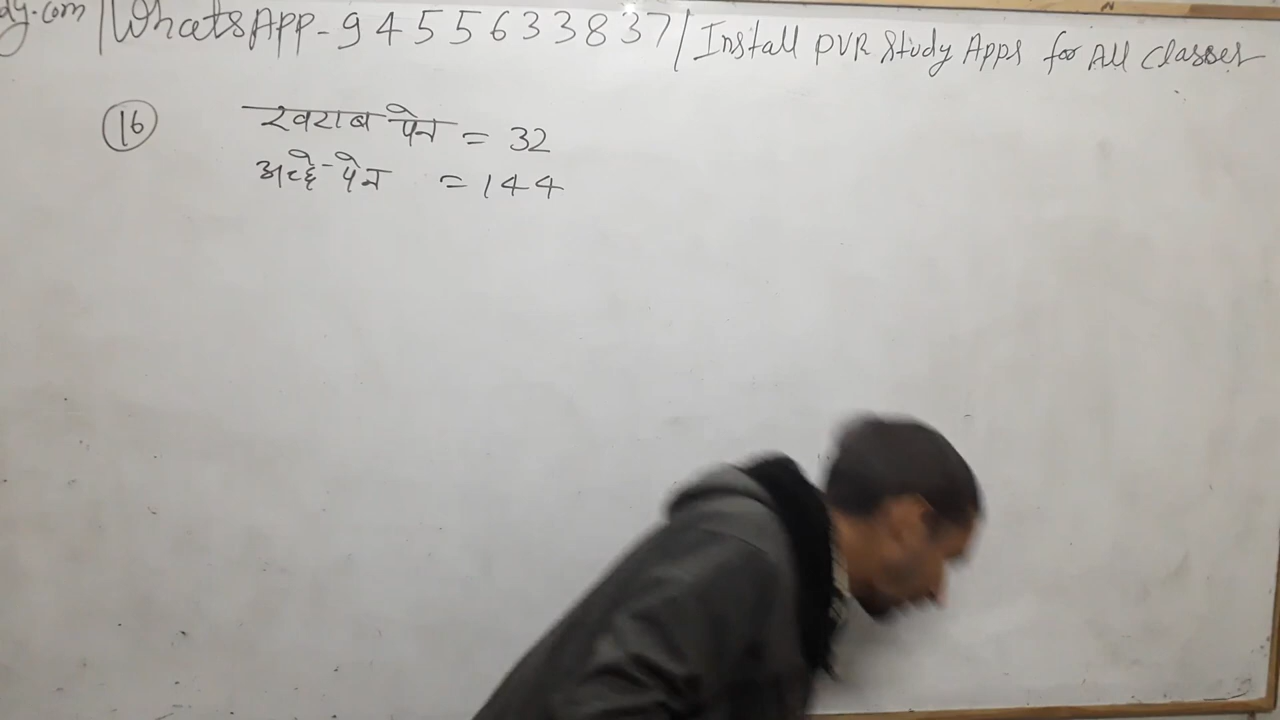 dy.com | WhatsApp-9455633837 | Install PVR Study Apps for All Classes
16 खराब पेन = 32
अच्छे पेन = 144